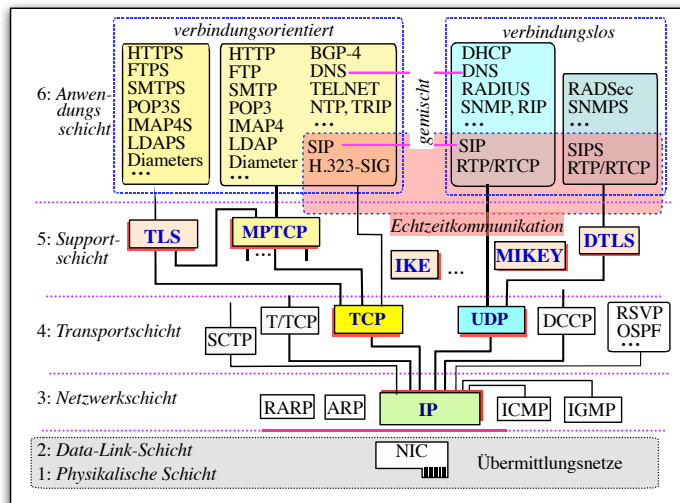 verbindungsorientiert
verbindungslos
HTTPS
FTPS
SMTPS
POP3S
IMAP4S
LDAPS
Diameters
...
HTTP
FTP
SMTP
POP3
IMAP4
LDAP
Diameter
...
BGP-4
DNS
TELNET
NTP, TRIP
...
SIP
H.323-SIG
gemischt
DHCP
DNS
RADIUS
SNMP, RIP
...
SIP
RTP/RTCP
RADSec
SNMPS
...
SIPS
RTP/RTCP
6: Anwen-
dungs
schicht
Echtzeitkommunikation
5: Support-
schicht
TLS
MPTCP
...
IKE
...
MIKEY
DTLS
4: Transportschicht
SCTP
T/TCP
TCP
UDP
DCCP
RSVP
OSPF
...
3: Netzwerkschicht
RARP
ARP
IP
ICMP
IGMP
2: Data-Link-Schicht
1: Physikalische Schicht
NIC
Übermittlungsnetze